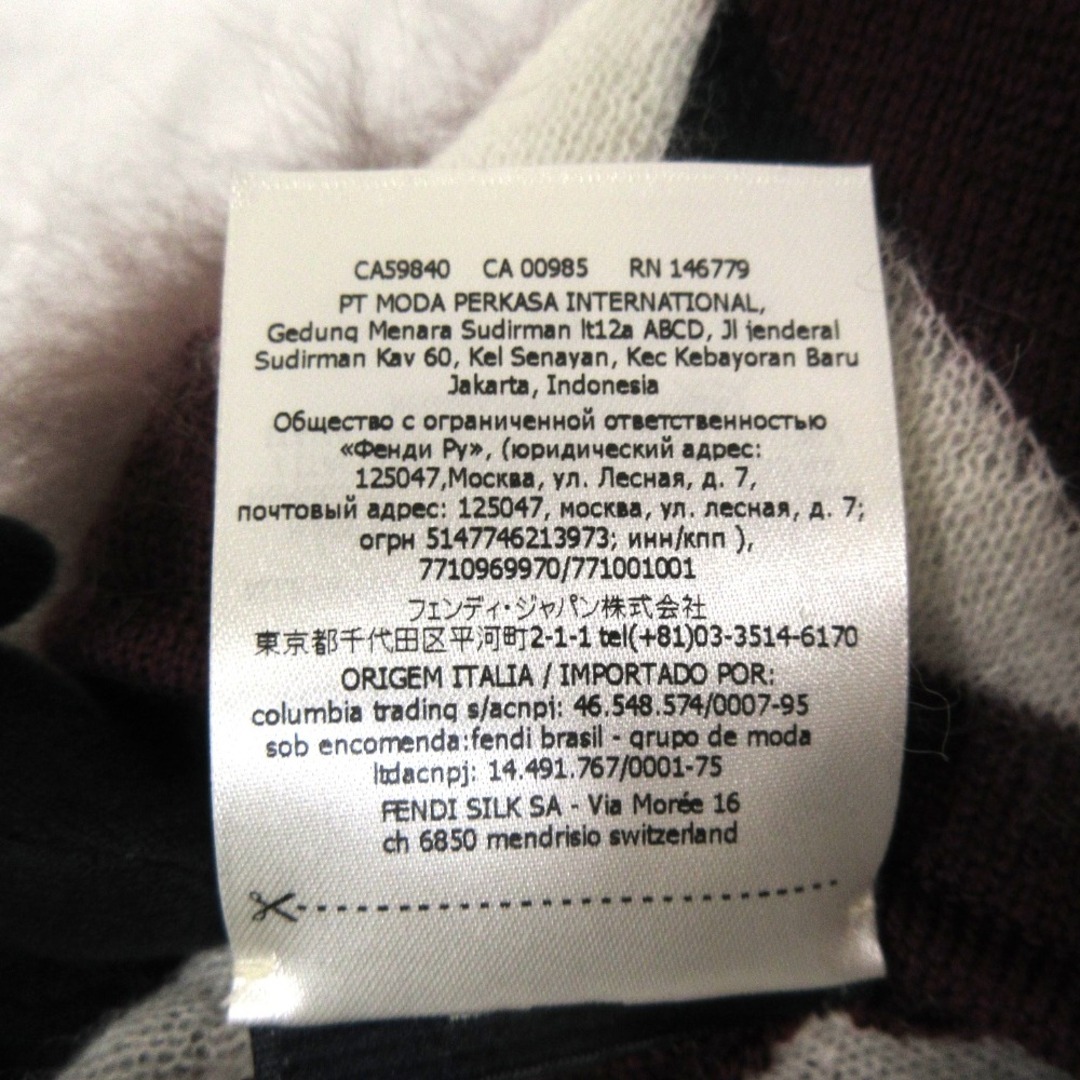 CA59840 CA 00985 RN 146779
PT MODA PERKASA INTERNATIONAL,
Gedung Menara Sudirman lt12a ABCD, Jl jenderal
Sudirman Kav 60, Kel Senayan, Kec Kebayoran Baru
Jakarta, Indonesia
Общество с ограниченной ответственностью
«Фенди Ру», (юридический адрес:
125047,Москва, ул. Лесная, д. 7,
почтовый адрес: 125047, москва, ул. лесная, д. 7;
огрн 5147746213973; инн/кпп ),
7710969970/771001001
フェンディ・ジャパン株式会社
東京都千代田区平河町2-1-1 tel(+81)03-3514-6170
ORIGEM ITALIA / IMPORTADO POR:
columbia trading s/acnpj: 46.548.574/0007-95
sob encomenda:fendi brasil - grupo de moda
ltdacnpj: 14.491.767/0001-75
FENDI SILK SA - Via Morée 16
ch 6850 mendrisio switzerland